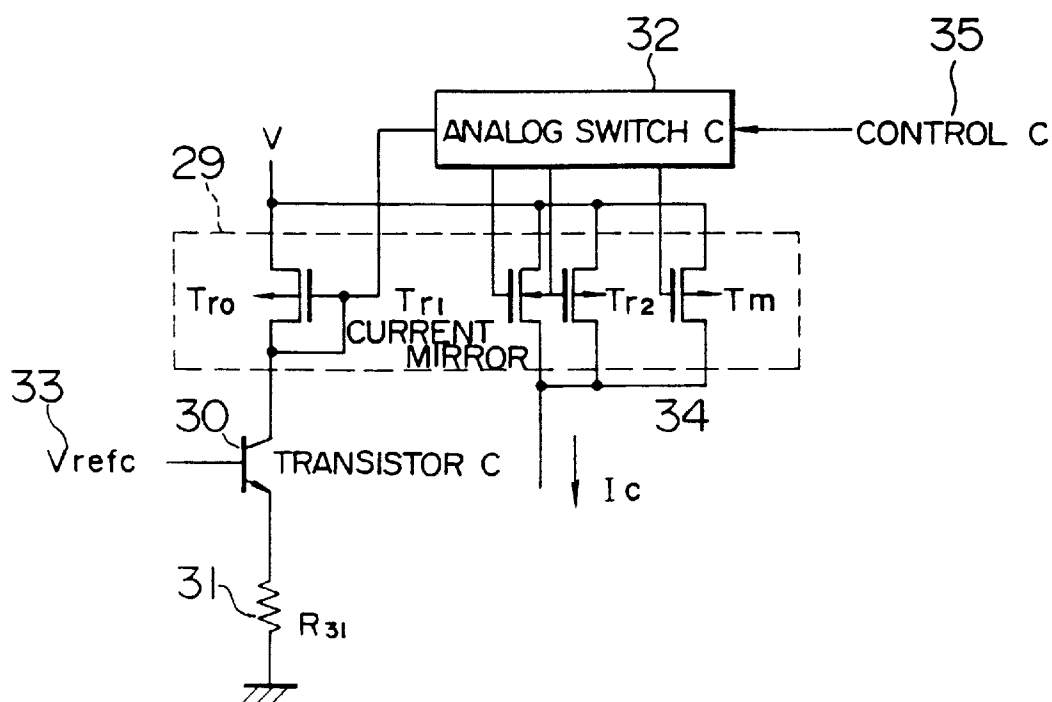 32
35
ANALOG SWITCH C
CONTROL C
V
29
Tro Tr1 Tr2 Tm
CURRENT
MIRROR
33
30
34
Vrefc
TRANSISTOR C
Ic
31
R31